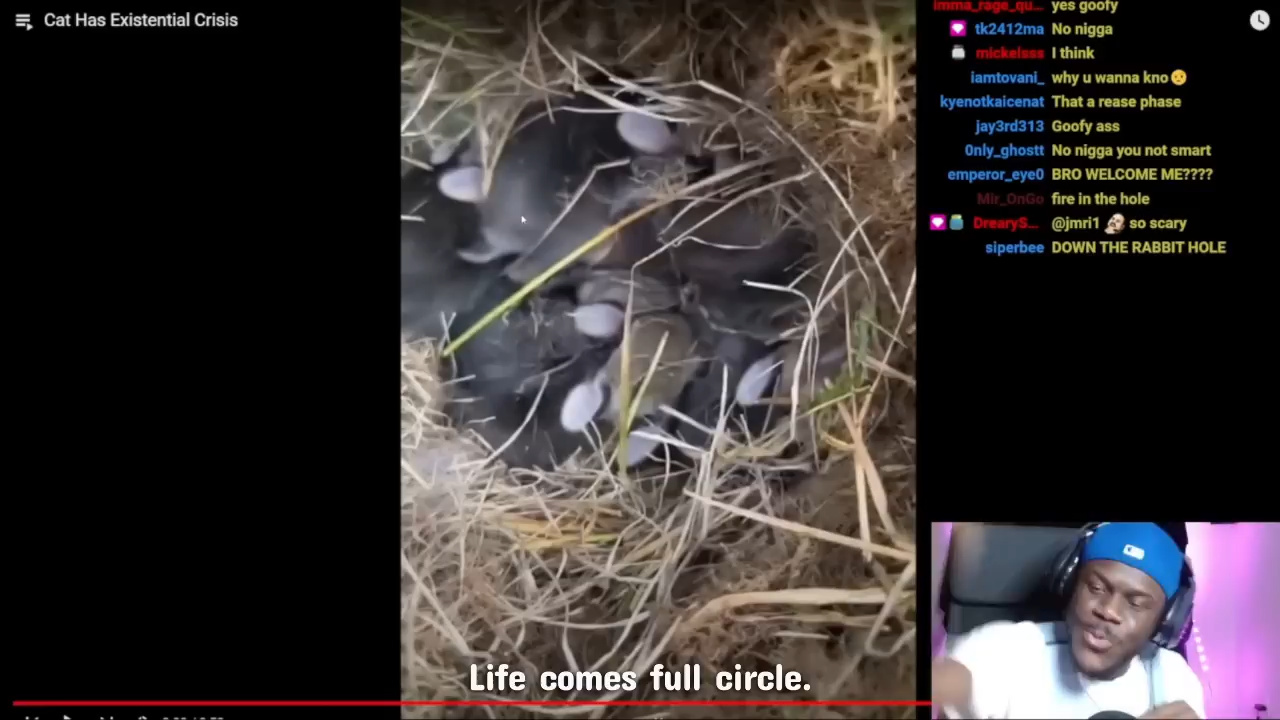 Cat Has Existential Crisis
imma_rage_qu... yes goofy
tk2412ma No nigga
mickelsss I think
iamtovani_ why u wanna kno
kyenotkaicenat That a rease phase
jay3rd313 Goofy ass
0nly_ghostt No nigga you not smart
emperor_eye0 BRO WELCOME ME????
Mir_OnGo fire in the hole
DrearyS... @jmri1 so scary
siperbee DOWN THE RABBIT HOLE
Life comes full circle.